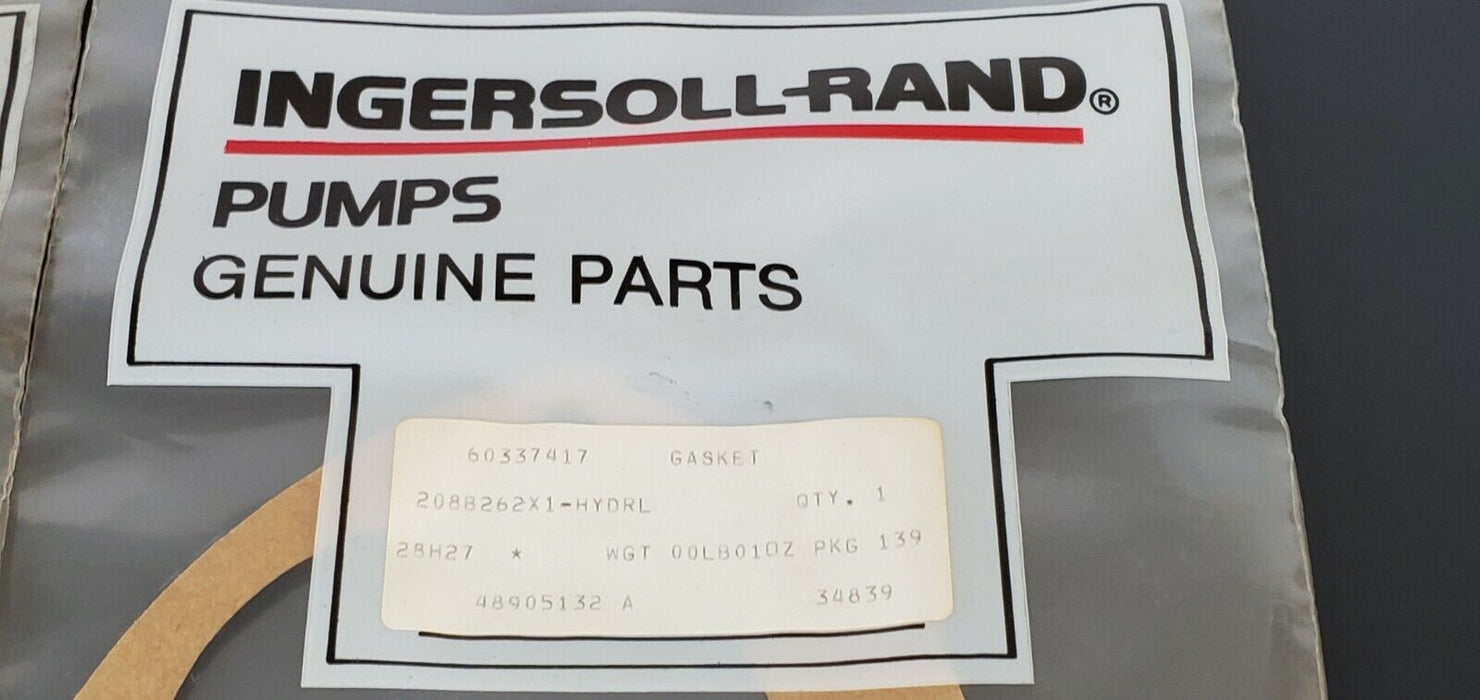 INGERSOLL-RAND®
PUMPS
GENUINE PARTS
60337417 GASKET
208B262X1-HYDRL QTY. 1
28H27 * WGT 00LB01OZ PKG 139
48905132 A 34839